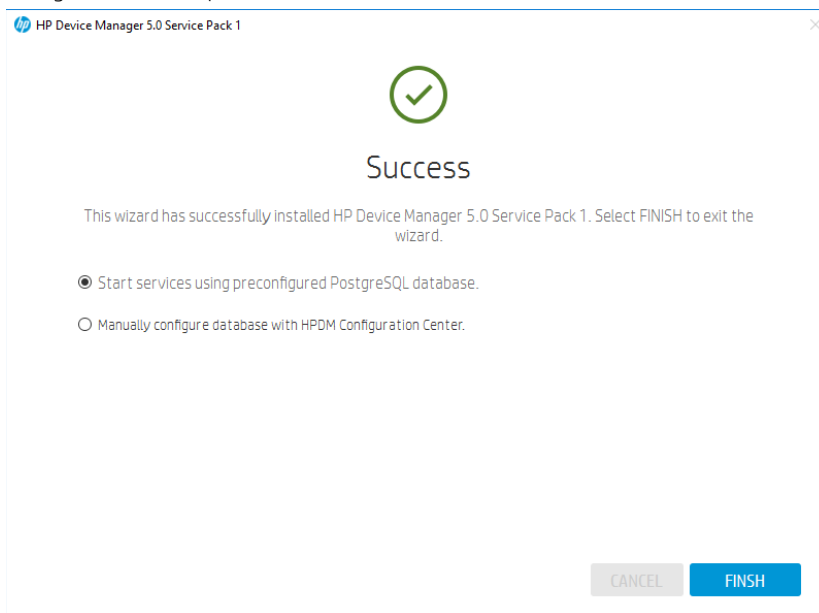 HP Device Manager 5.0 Service Pack 1
Success
This wizard has successfully installed HP Device Manager 5.0 Service Pack 1. Select FINISH to exit the
wizard.
Start services using preconfigured PostgreSQL database.
Manually configure database with HPDM Configuration Center.
CANCEL FINSH